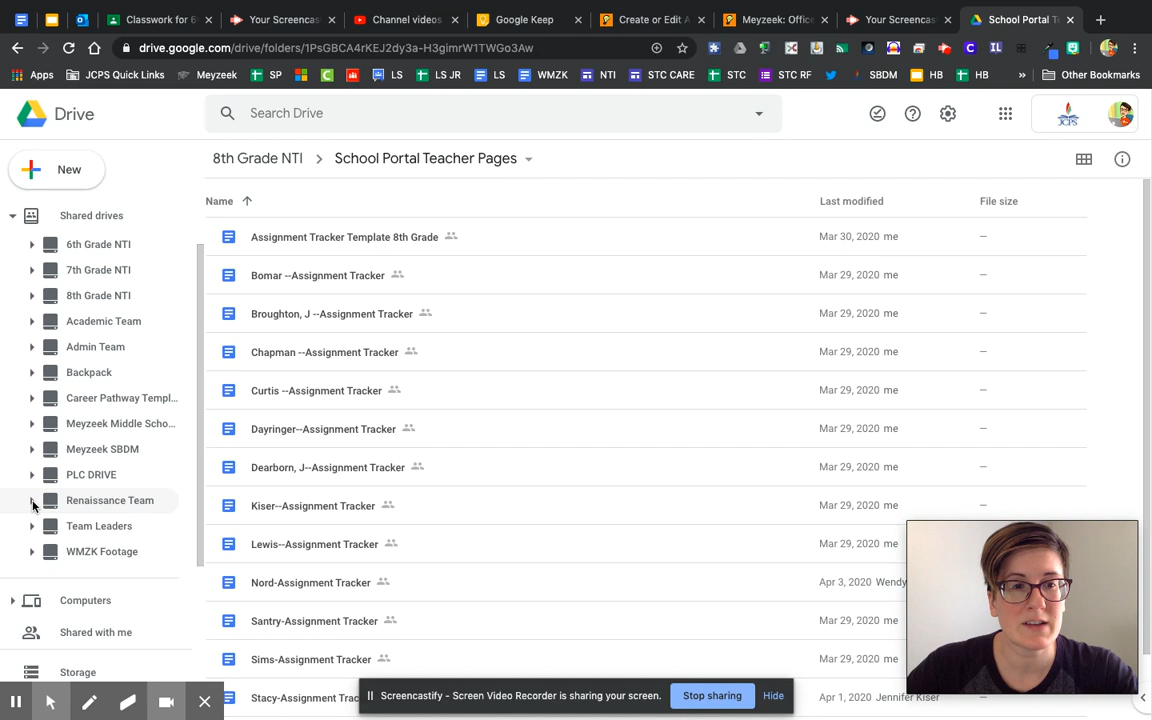 Classwork for 6
Your Screencas
Channel videos
Google Keep
Create or Edit A
Meyzeek: Offic
Your Screencas
School Portal T
drive.google.com/drive/folders/1PsGBCA4rKEJ2dy3a-H3gimrW1TWGo3Aw
Apps
JCPS Quick Links
Meyzeek
SP
LS
LS JR
LS
WMZK
NTI
STC CARE
STC
STC RF
SBDM
HB
HB
»
Other Bookmarks
Drive
Search Drive
JCPS
New
8th Grade NTI > School Portal Teacher Pages
Shared drives
6th Grade NTI
7th Grade NTI
8th Grade NTI
Academic Team
Admin Team
Backpack
Career Pathway Templ...
Meyzeek Middle Scho...
Meyzeek SBDM
PLC DRIVE
Renaissance Team
Team Leaders
WMZK Footage
Computers
Shared with me
Storage
Name
Last modified
File size
Assignment Tracker Template 8th Grade
Mar 30, 2020 me
—
Bomar --Assignment Tracker
Mar 29, 2020 me
—
Broughton, J --Assignment Tracker
Mar 29, 2020 me
—
Chapman --Assignment Tracker
Mar 29, 2020 me
—
Curtis --Assignment Tracker
Mar 29, 2020 me
—
Dayringer--Assignment Tracker
Mar 29, 2020 me
—
Dearborn, J--Assignment Tracker
Mar 29, 2020 me
—
Kiser--Assignment Tracker
Mar 29, 2020 me
—
Lewis--Assignment Tracker
Mar 29, 2020 me
Nord-Assignment Tracker
Apr 3, 2020 Wendy
Santry-Assignment Tracker
Mar 29, 2020 me
Sims-Assignment Tracker
Mar 29, 2020 me
Stacy-Assignment Trac
Apr 1, 2020 Jennifer Kiser
—
Screencastify - Screen Video Recorder is sharing your screen.
Stop sharing
Hide